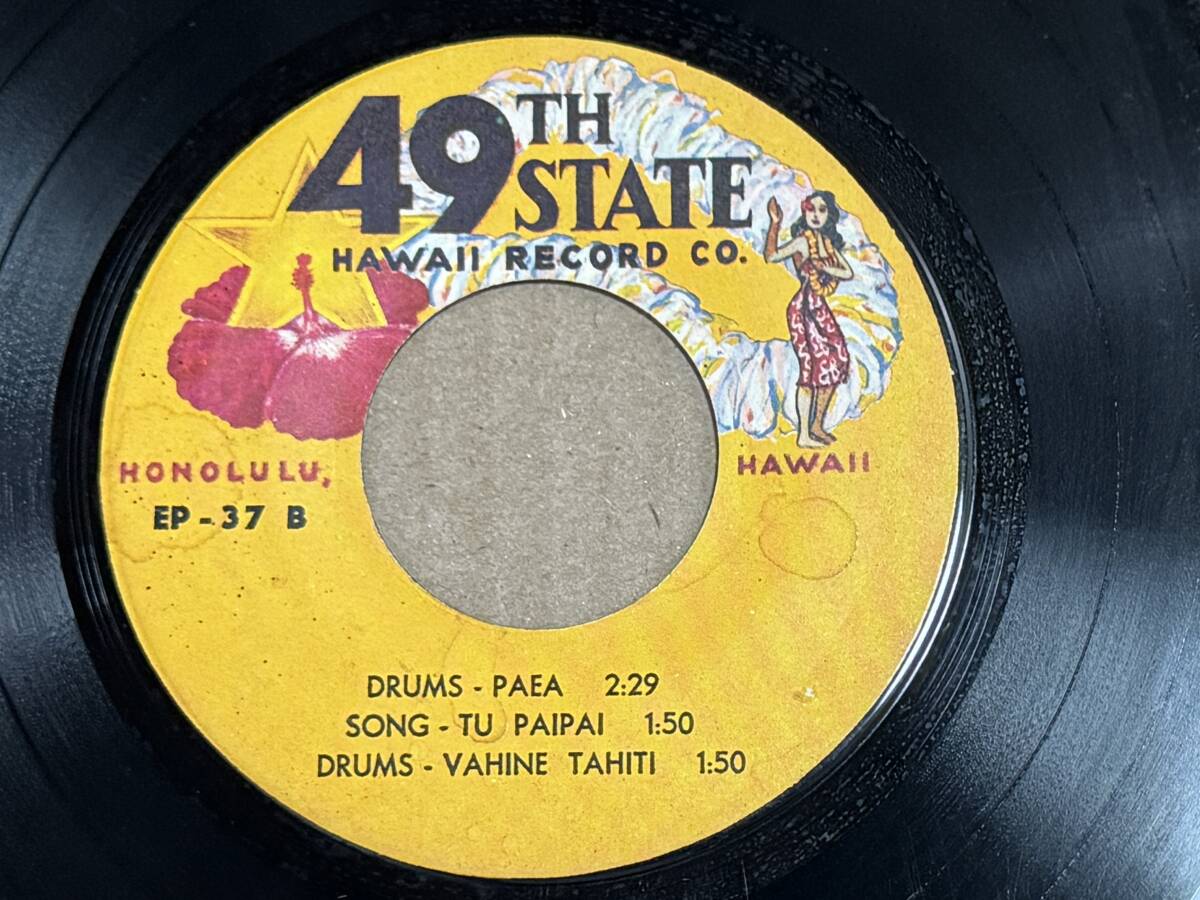 49TH STATE
HAWAII RECORD CO.
HONOLULU, HAWAII
EP - 37 B
DRUMS - PAEA 2:29
SONG - TU PAIPAI 1:50
DRUMS - VAHINE TAHITI 1:50